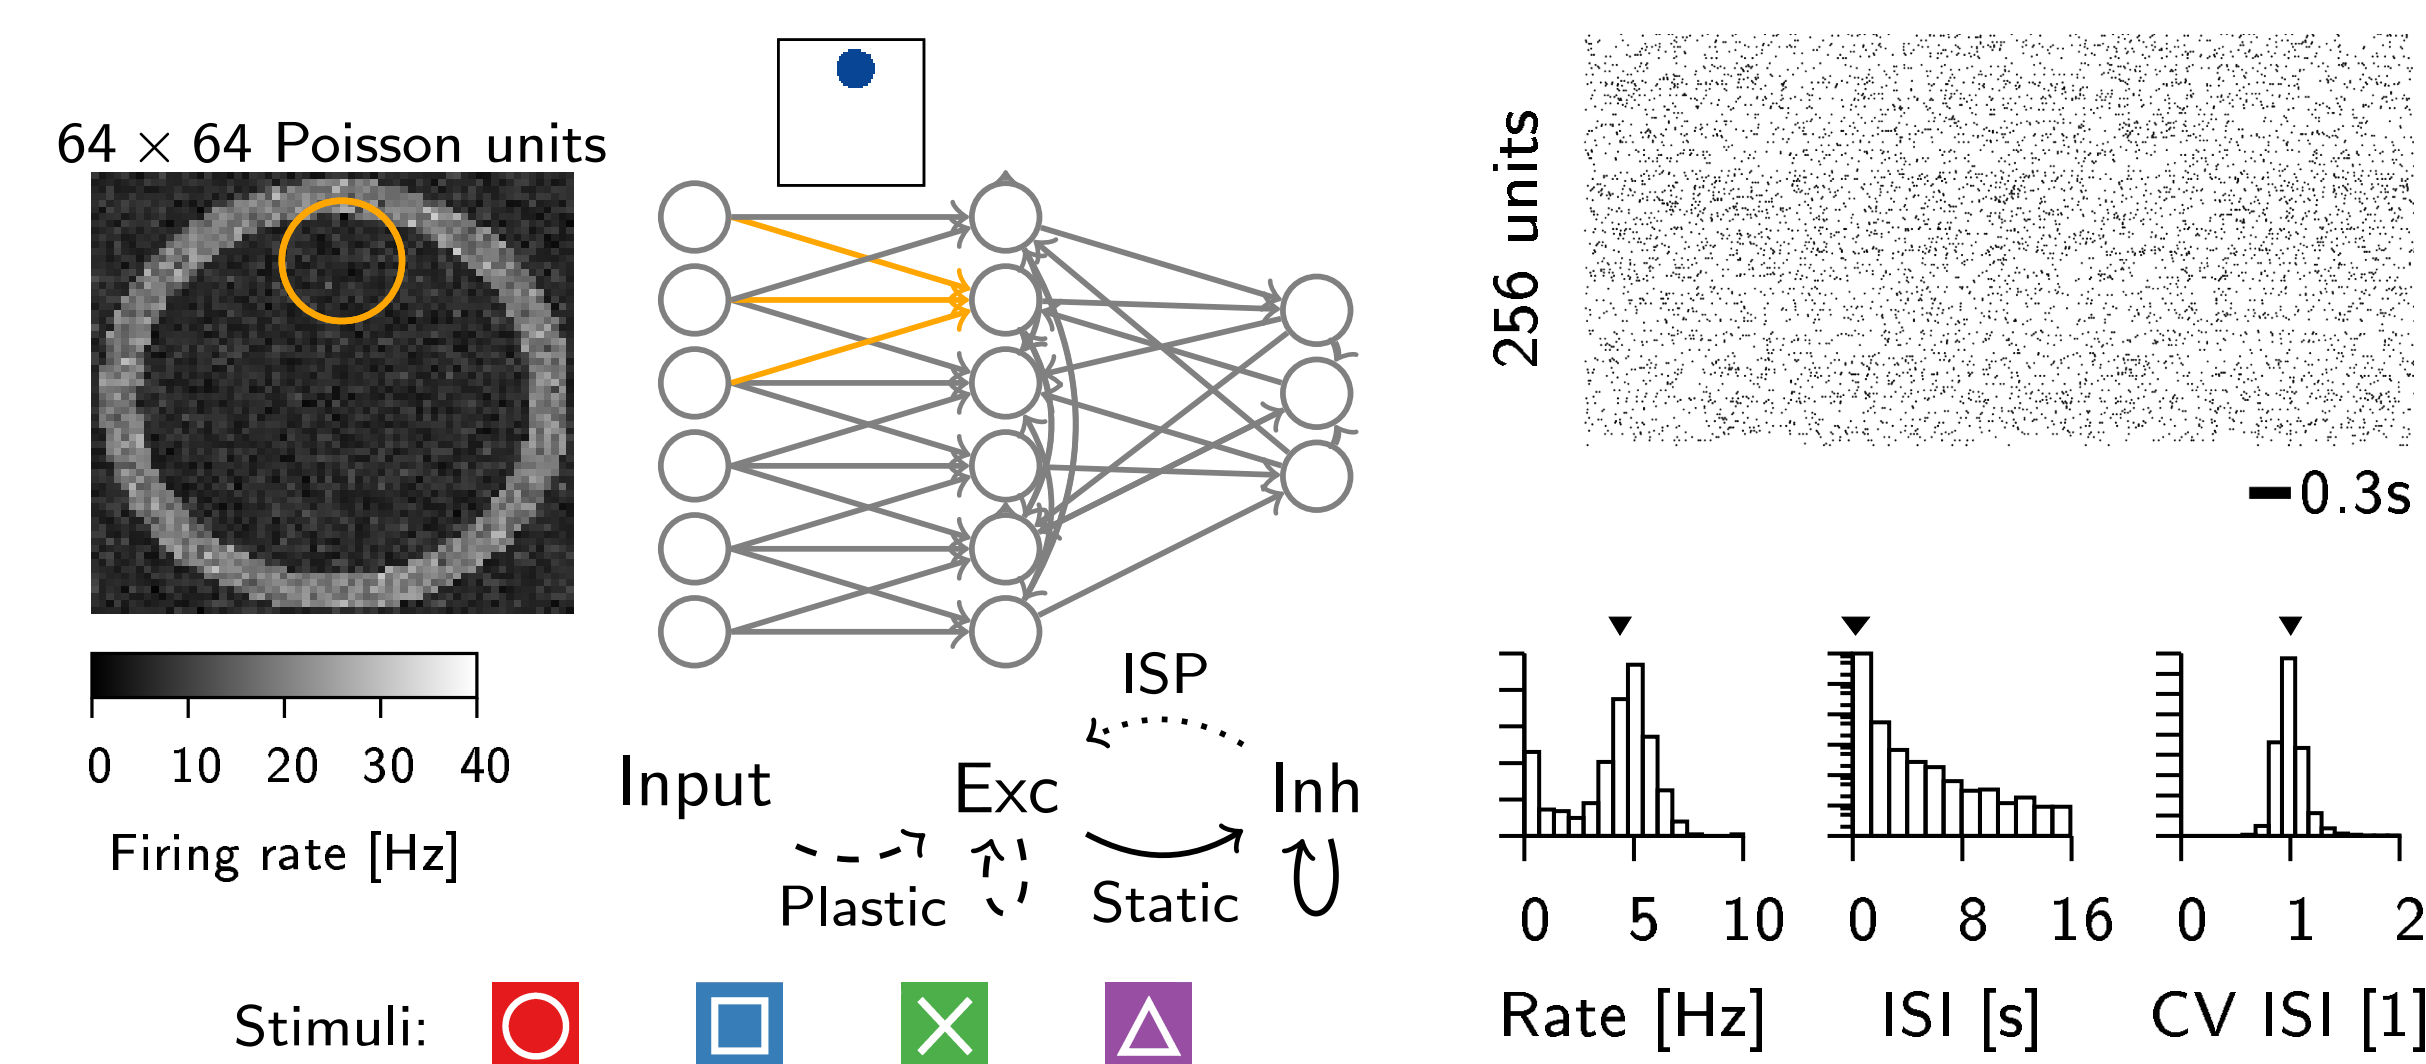 64 × 64 Poisson units
0 10 20 30 40
Firing rate [Hz]
ISP
Input Exc Inh
Plastic Static
Stimuli:
256 units
0.3s
0 5 10
Rate [Hz]
0 8 16
ISI [s]
0 1 2
CV ISI [1]